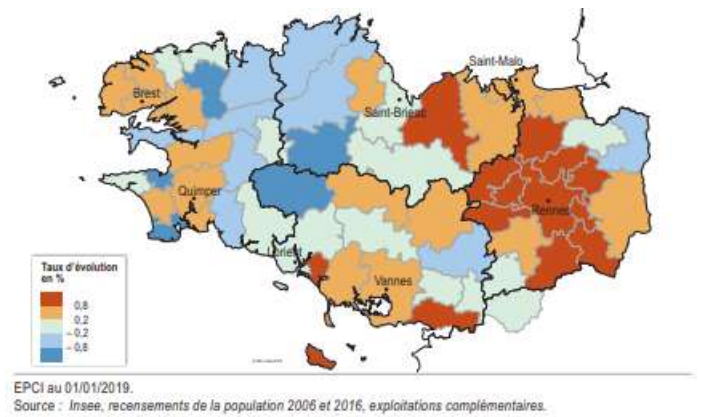 Saint-Malo
Brest
Saint-Brieuc
Quimper
Rennes
Lorient
Vannes
Taux d'évolution
en %
0,8
0,2
– 0,2
– 0,8
EPCI au 01/01/2019.
Source : Insee, recensements de la population 2006 et 2016, exploitations complémentaires.